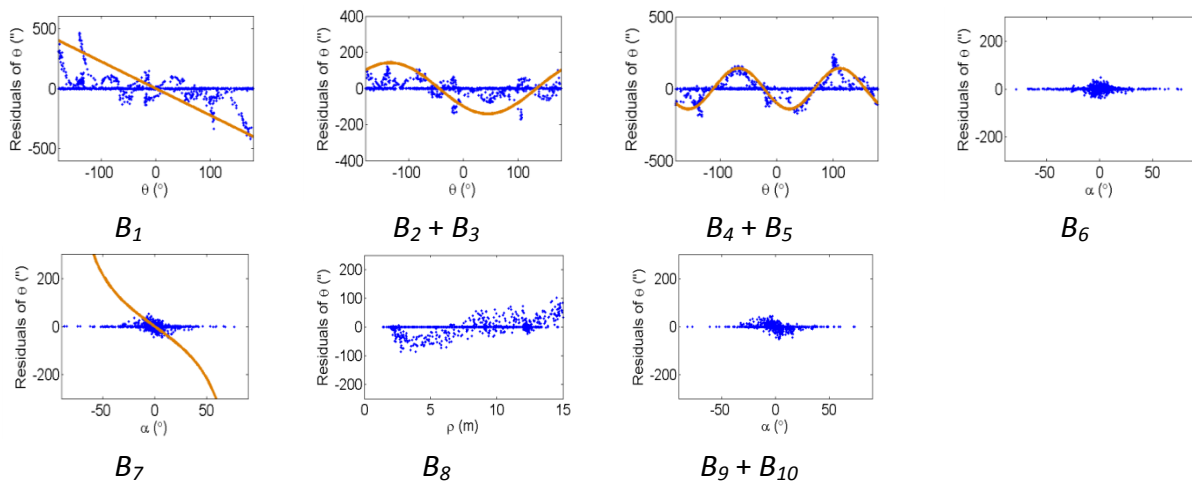 Residuals of θ (")
500
0
-500
-100 0 100
θ (°)
B1
Residuals of θ (")
400
200
0
-200
-400
-100 0 100
θ (°)
B2 + B3
Residuals of θ (")
500
0
-500
-100 0 100
θ (°)
B4 + B5
Residuals of θ (")
200
0
-200
-50 0 50
α (°)
B6
Residuals of θ (")
200
0
-200
-50 0 50
α (°)
B7
Residuals of θ (")
200
100
0
-100
-200
0 5 10 15
ρ (m)
B8
Residuals of θ (")
200
0
-200
-50 0 50
α (°)
B9 + B10